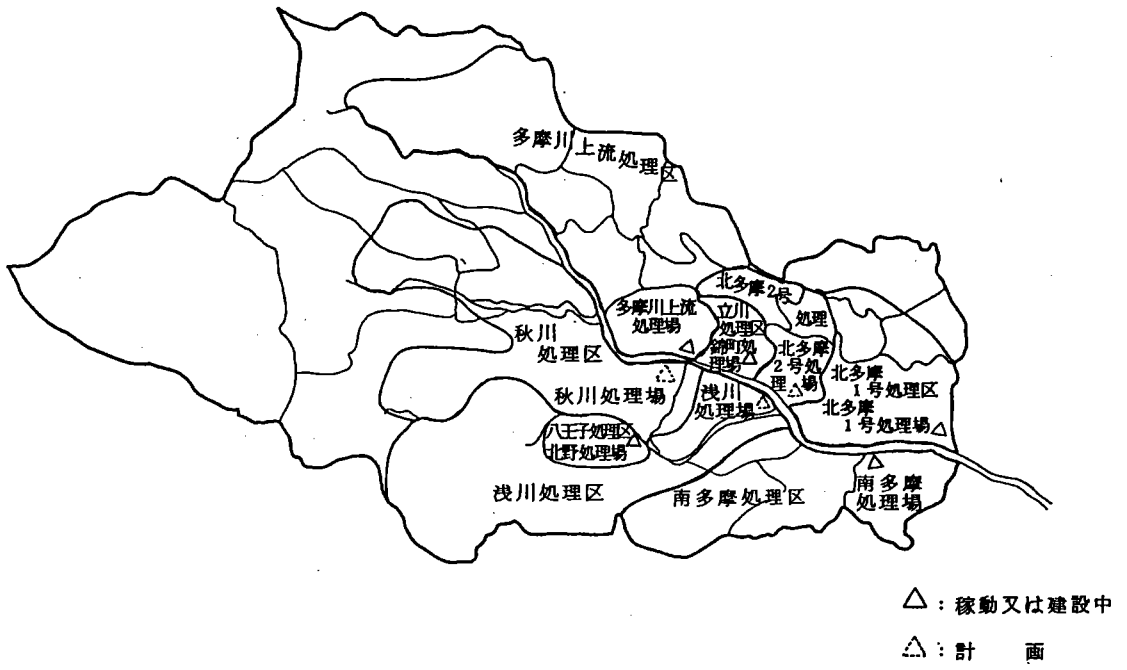 多摩川上流処理区
北多摩2号
処理
多摩川上流
処理場
立川
処理区
錦町処
理場
北多摩
2号処
理場
秋川
処理区
北多摩
1号処理区
秋川処理場
浅川
処理場
北多摩
1号処理場
八王子処理区
北野処理場
浅川処理区
南多摩処理区
南多摩
処理場
△：稼動又は建設中
△：計　画